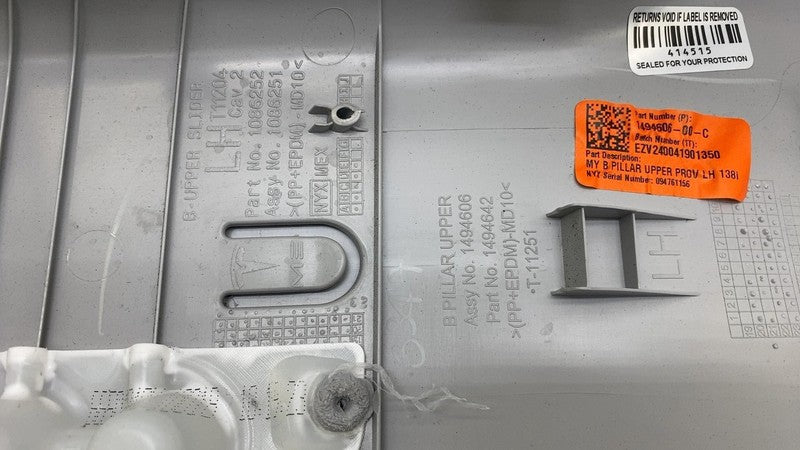 RETURNS VOID IF LABEL IS REMOVED
414515
SEALED FOR YOUR PROTECTION
Part Number (P):
1494606-00-C
Batch Number (1T):
EZV240041901350
Part Description:
MY B PILLAR UPPER PROV LH 138i
NYZ Serial Number: 094761156
B-UPPER SLIDER
LH T11204
Cav. 2
Part No. 1086252
Assy No. 1086251
>(PP+EPDM)-MD10<
NYX MEX
B PILLAR UPPER
Assy No. 1494606
Part No. 1494642
>(PP+EPDM)-MD10<
T-11251
LH